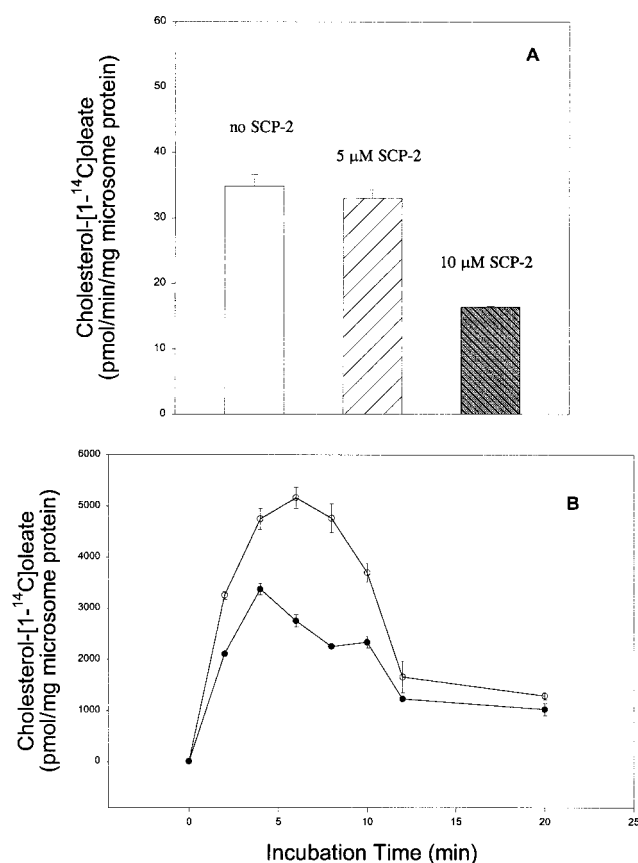 A
Cholesterol-[1-¹⁴C]oleate
(pmol/min/mg microsome protein)
60
50
40
30
20
10
0
no SCP-2
5 µM SCP-2
10 µM SCP-2
B
Cholesterol-[1-¹⁴C]oleate
(pmol/mg microsome protein)
6000
5000
4000
3000
2000
1000
0
0 5 10 15 20 25
Incubation Time (min)